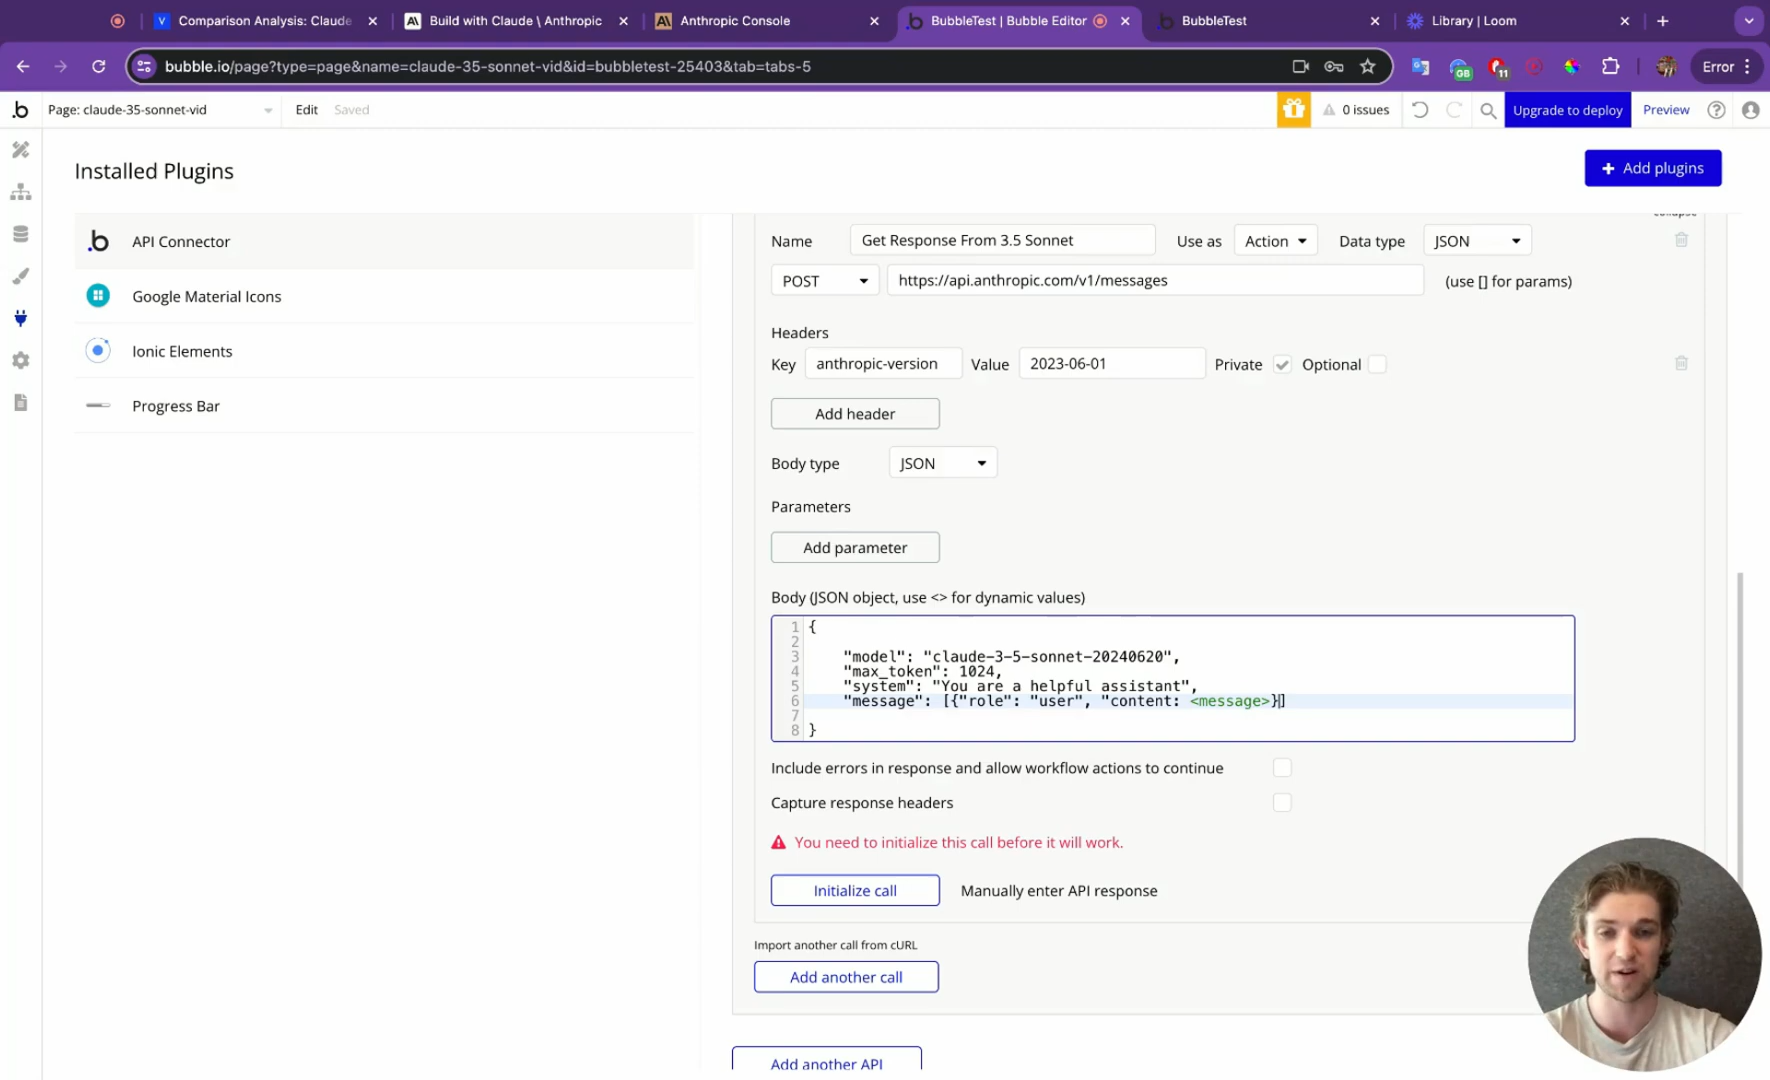 Comparison Analysis: Claude
Build with Claude \ Anthropic
Anthropic Console
BubbleTest | Bubble Editor
BubbleTest
Library | Loom
bubble.io/page?type=page&name=claude-35-sonnet-vid&id=bubbletest-25403&tab=tabs-5
GB
11
Error
Page: claude-35-sonnet-vid
Edit
Saved
0 issues
Upgrade to deploy
Preview
Installed Plugins
Add plugins
API Connector
Google Material Icons
Ionic Elements
Progress Bar
collapse
Name
Get Response From 3.5 Sonnet
Use as
Action
Data type
JSON
POST
https://api.anthropic.com/v1/messages
(use [] for params)
Headers
Key
anthropic-version
Value
2023-06-01
Private
Optional
Add header
Body type
JSON
Parameters
Add parameter
Body (JSON object, use <> for dynamic values)
1 {
2
3 "model": "claude-3-5-sonnet-20240620",
4 "max_token": 1024,
5 "system": "You are a helpful assistant",
6 "message": [{"role": "user", "content: <message>}]
7
8 }
Include errors in response and allow workflow actions to continue
Capture response headers
You need to initialize this call before it will work.
Initialize call
Manually enter API response
Import another call from cURL
Add another call
Add another API